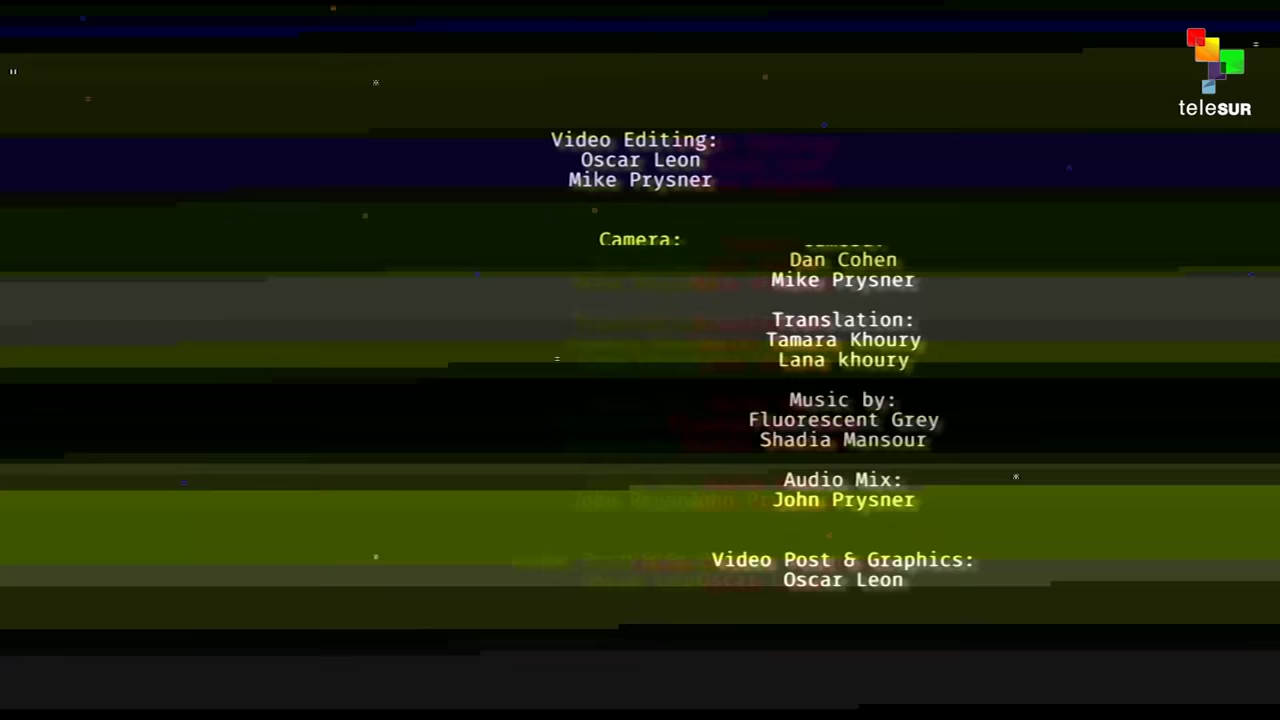 teleSUR
Video Editing:
Oscar Leon
Mike Prysner
Camera:
Dan Cohen
Mike Prysner
Translation:
Tamara Khoury
Lana khoury
Music by:
Fluorescent Grey
Shadia Mansour
Audio Mix:
John Prysner
Video Post & Graphics:
Oscar Leon